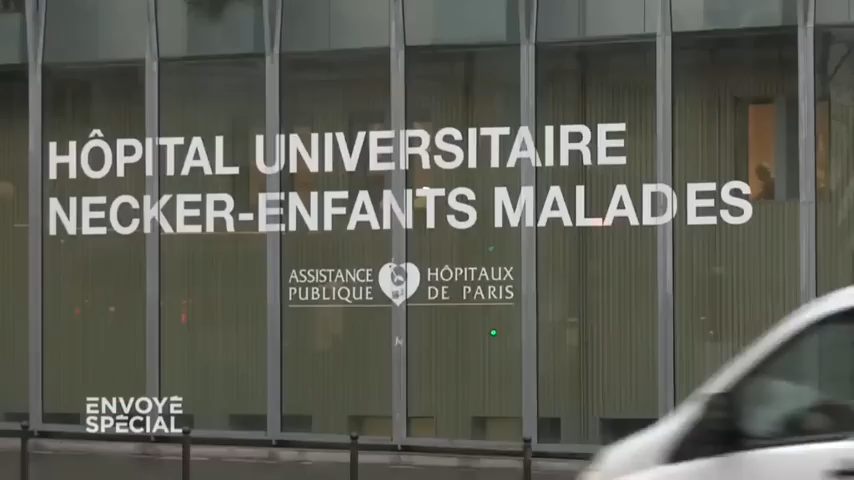 HÔPITAL UNIVERSITAIRE
NECKER-ENFANTS MALADES
ASSISTANCE HÔPITAUX
PUBLIQUE DE PARIS
ENVOYÉ
SPÉCIAL